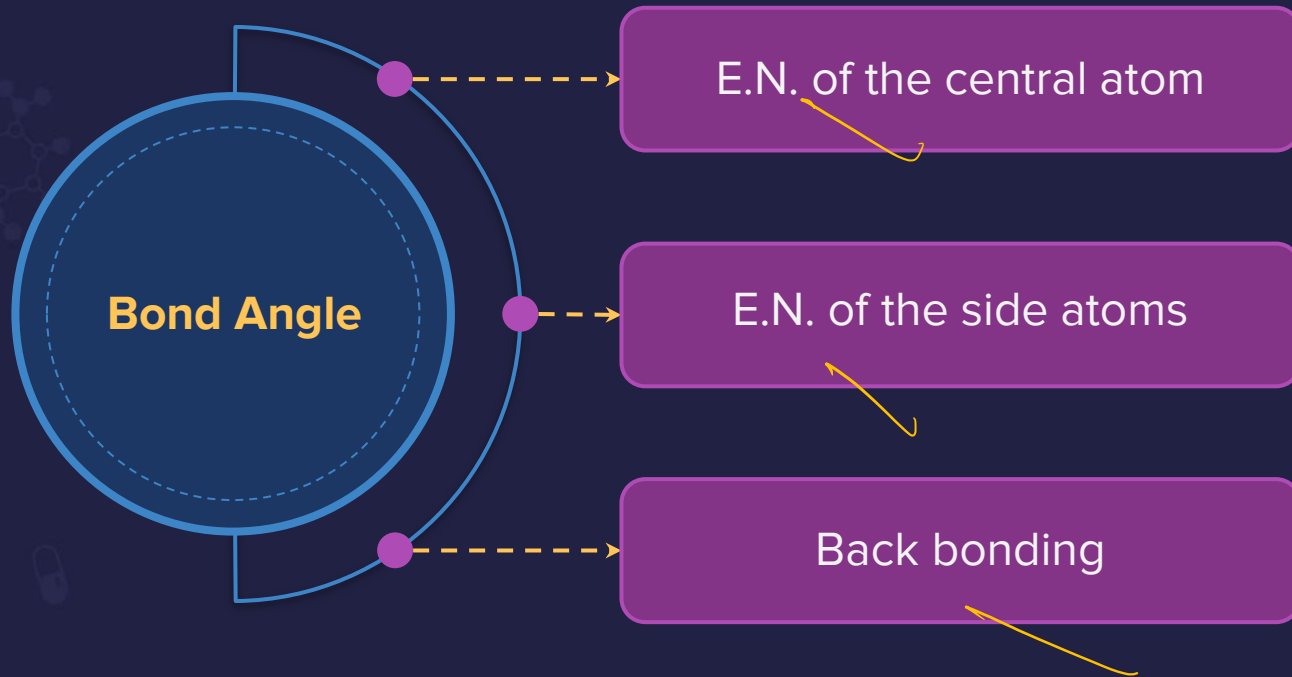 E.N. of the central atom
Bond Angle
E.N. of the side atoms
Back bonding